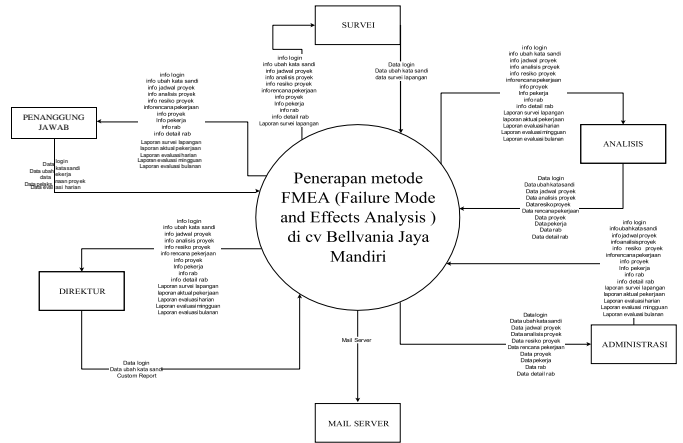 SURVEI
info login
info ubah kata sandi
info jadwal proyek
info analisis proyek
info resiko proyek
inforencana pekerjaan
info proyek
Info pekerja
info rab
info detail rab
Laporan survei lapangan
Data login
Data ubah kata sandi
data survei lapangan
info login
info ubah kata sandi
info jadwal proyek
info analisis proyek
info resiko proyek
inforencana pekerjaan
info proyek
Info pekerja
info rab
info detail rab
Laporan survei lapangan
laporan aktual pekerjaan
Laporan evaluasi harian
Laporan evaluasi mingguan
Laporan evaluasi bulanan
PENANGGUNG
JAWAB
Data login
Data ubah kata sandi
data pekerja
evaluasi harian
info login
info ubah kata sandi
info jadwal proyek
info analisis proyek
info resiko proyek
inforencana pekerjaan
info proyek
Info pekerja
info rab
info detail rab
Laporan survei lapangan
laporan aktual pekerjaan
Laporan evaluasi harian
Laporan evaluasi mingguan
Laporan evaluasi bulanan
ANALISIS
Data login
Data ubah kata sandi
Data jadwal proyek
Data analisis proyek
Data resiko proyek
Data rencana pekerjaan
Data proyek
Data pekerja
Data rab
Data detail rab
Penerapan metode
FMEA (Failure Mode
and Effects Analysis )
di cv Bellvania Jaya
Mandiri
info login
info ubah kata sandi
info jadwal proyek
info analisis proyek
info resiko proyek
info rencana pekerjaan
info proyek
Info pekerja
info rab
info detail rab
Laporan survei lapangan
laporan aktual pekerjaan
Laporan evaluasi harian
Laporan evaluasi mingguan
Laporan evaluasi bulanan
DIREKTUR
Data login
Data ubah kata sandi
Custom Report
Mail Server
MAIL SERVER
info login
info ubah kata sandi
info jadwal proyek
info analisis proyek
info resiko proyek
inforencana pekerjaan
info proyek
Info pekerja
info rab
info detail rab
Laporan survei lapangan
laporan aktual pekerjaan
Laporan evaluasi harian
Laporan evaluasi mingguan
Laporan evaluasi bulanan
ADMINISTRASI
Data login
Data ubah kata sandi
Data jadwal proyek
Data analisis proyek
Data resiko proyek
Data rencana pekerjaan
Data proyek
Data pekerja
Data rab
Data detail rab